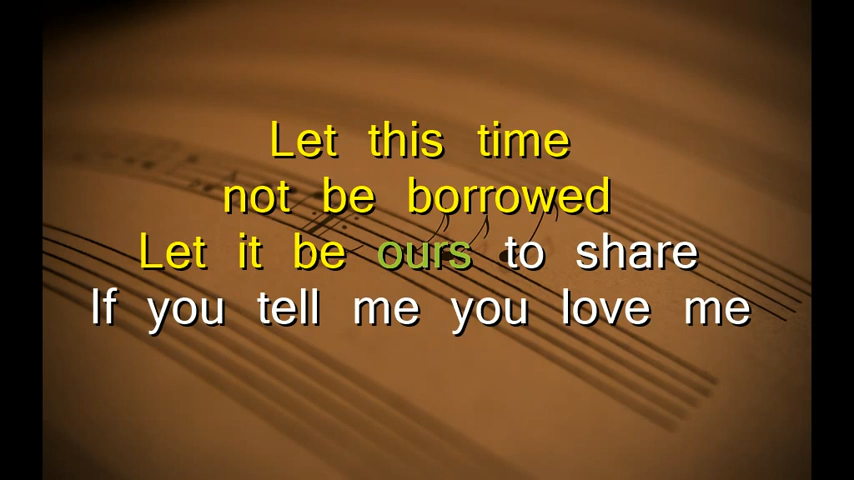 Let this time
not be borrowed
Let it be ours to share
If you tell me you love me